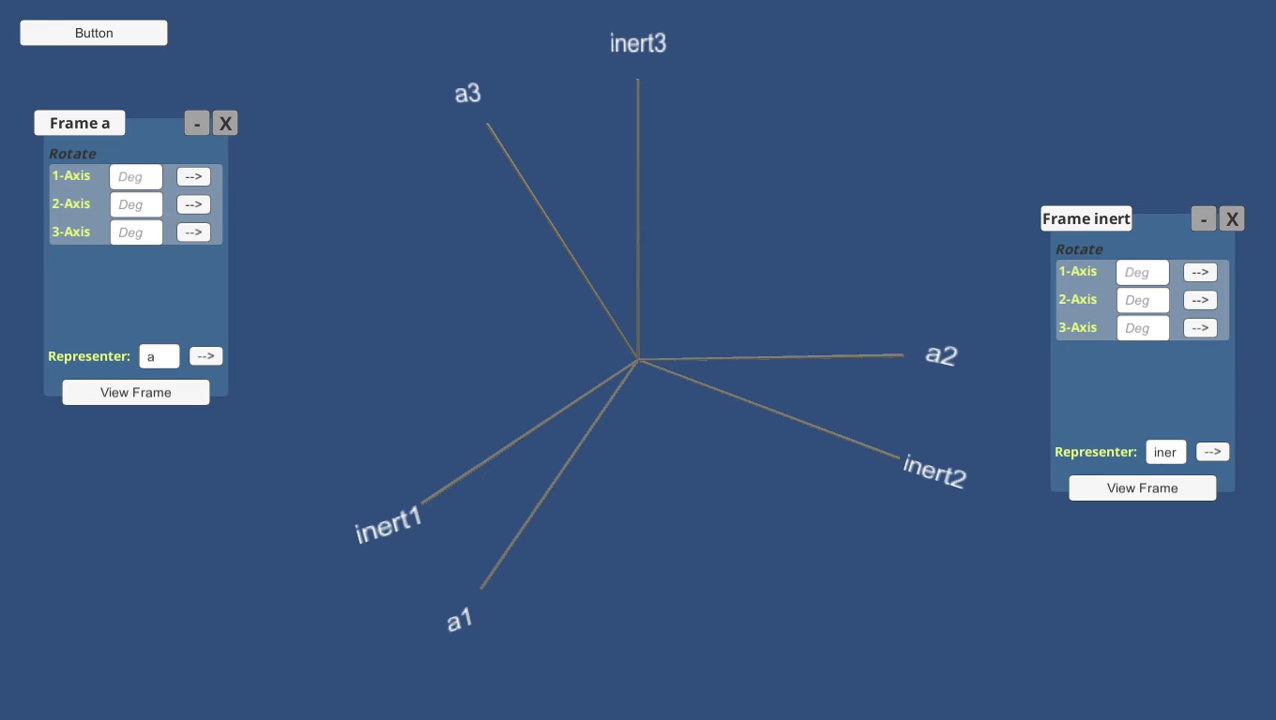 Button
inert3
a3
Frame a
-
X
Rotate
1-Axis Deg -->
2-Axis Deg -->
3-Axis Deg -->
Representer: a -->
View Frame
Frame inert
-
X
Rotate
1-Axis Deg -->
2-Axis Deg -->
3-Axis Deg -->
Representer: iner -->
View Frame
a2
inert2
inert1
a1